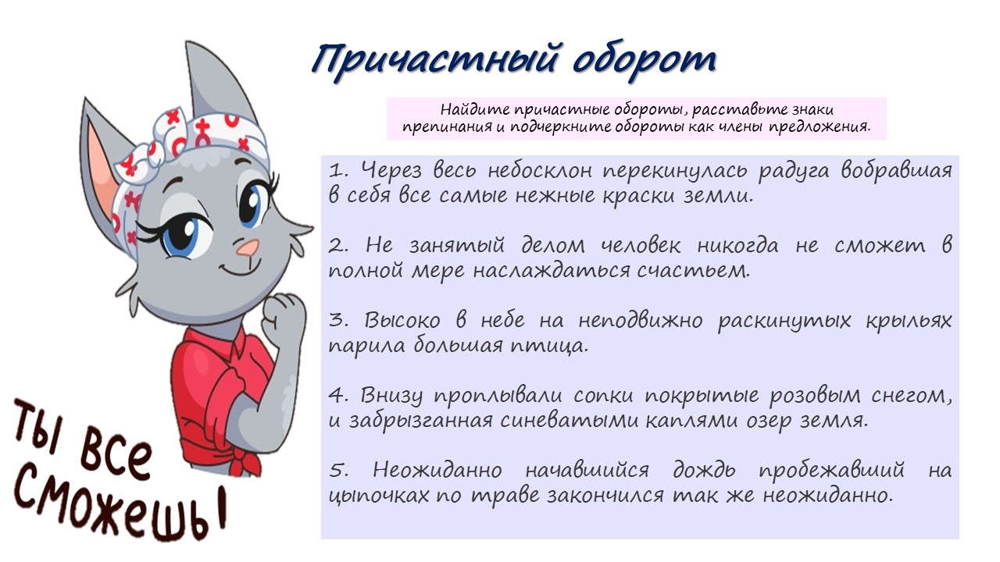 Причастный оборот
Найдите причастные обороты, расставьте знаки
препинания и подчеркните обороты как члены предложения.
1. Через весь небосклон перекинулась радуга вобравшая
в себя все самые нежные краски земли.
2. Не занятый делом человек никогда не сможет в
полной мере наслаждаться счастьем.
3. Высоко в небе на неподвижно раскинутых крыльях
парила большая птица.
4. Внизу проплывали сопки покрытые розовым снегом,
и забрызганная синеватыми каплями озер земля.
5. Неожиданно начавшийся дождь пробежавший на
цыпочках по траве закончился так же неожиданно.
ТЫ ВСЕ
СМОЖЕШЬ!